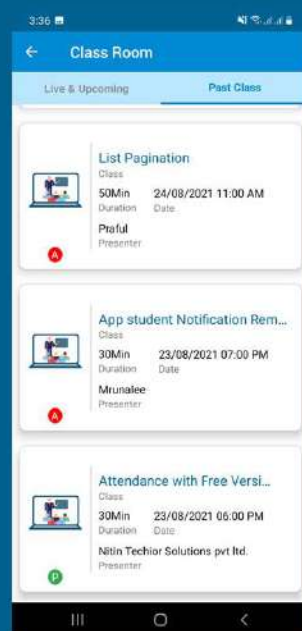 3:36
Class Room
Live & Upcoming Past Class
List Pagination
Class
50Min 24/08/2021 11:00 AM
Duration Date
Praful
Presenter
A
App student Notification Rem...
Class
30Min 23/08/2021 07:00 PM
Duration Date
Mrunalee
Presenter
A
Attendance with Free Versi...
Class
30Min 23/08/2021 06:00 PM
Duration Date
Nitin Techior Solutions pvt ltd.
Presenter
P